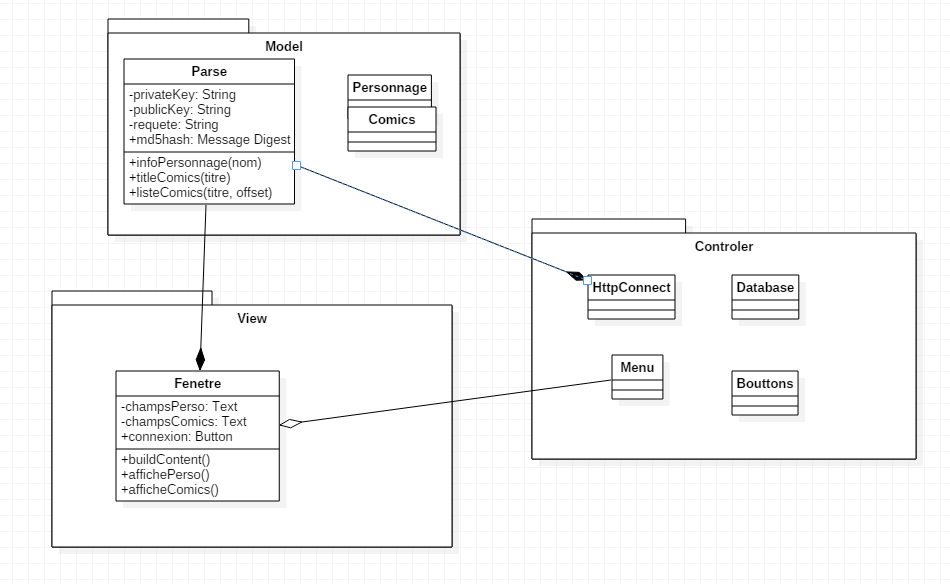 Model
Parse
-privateKey: String
-publicKey: String
-requete: String
+md5hash: Message Digest
+infoPersonnage(nom)
+titleComics(titre)
+listeComics(titre, offset)
Personnage
Comics
Controler
HttpConnect
Database
Menu
Bouttons
View
Fenetre
-champsPerso: Text
-champsComics: Text
+connexion: Button
+buildContent()
+affichePerso()
+afficheComics()